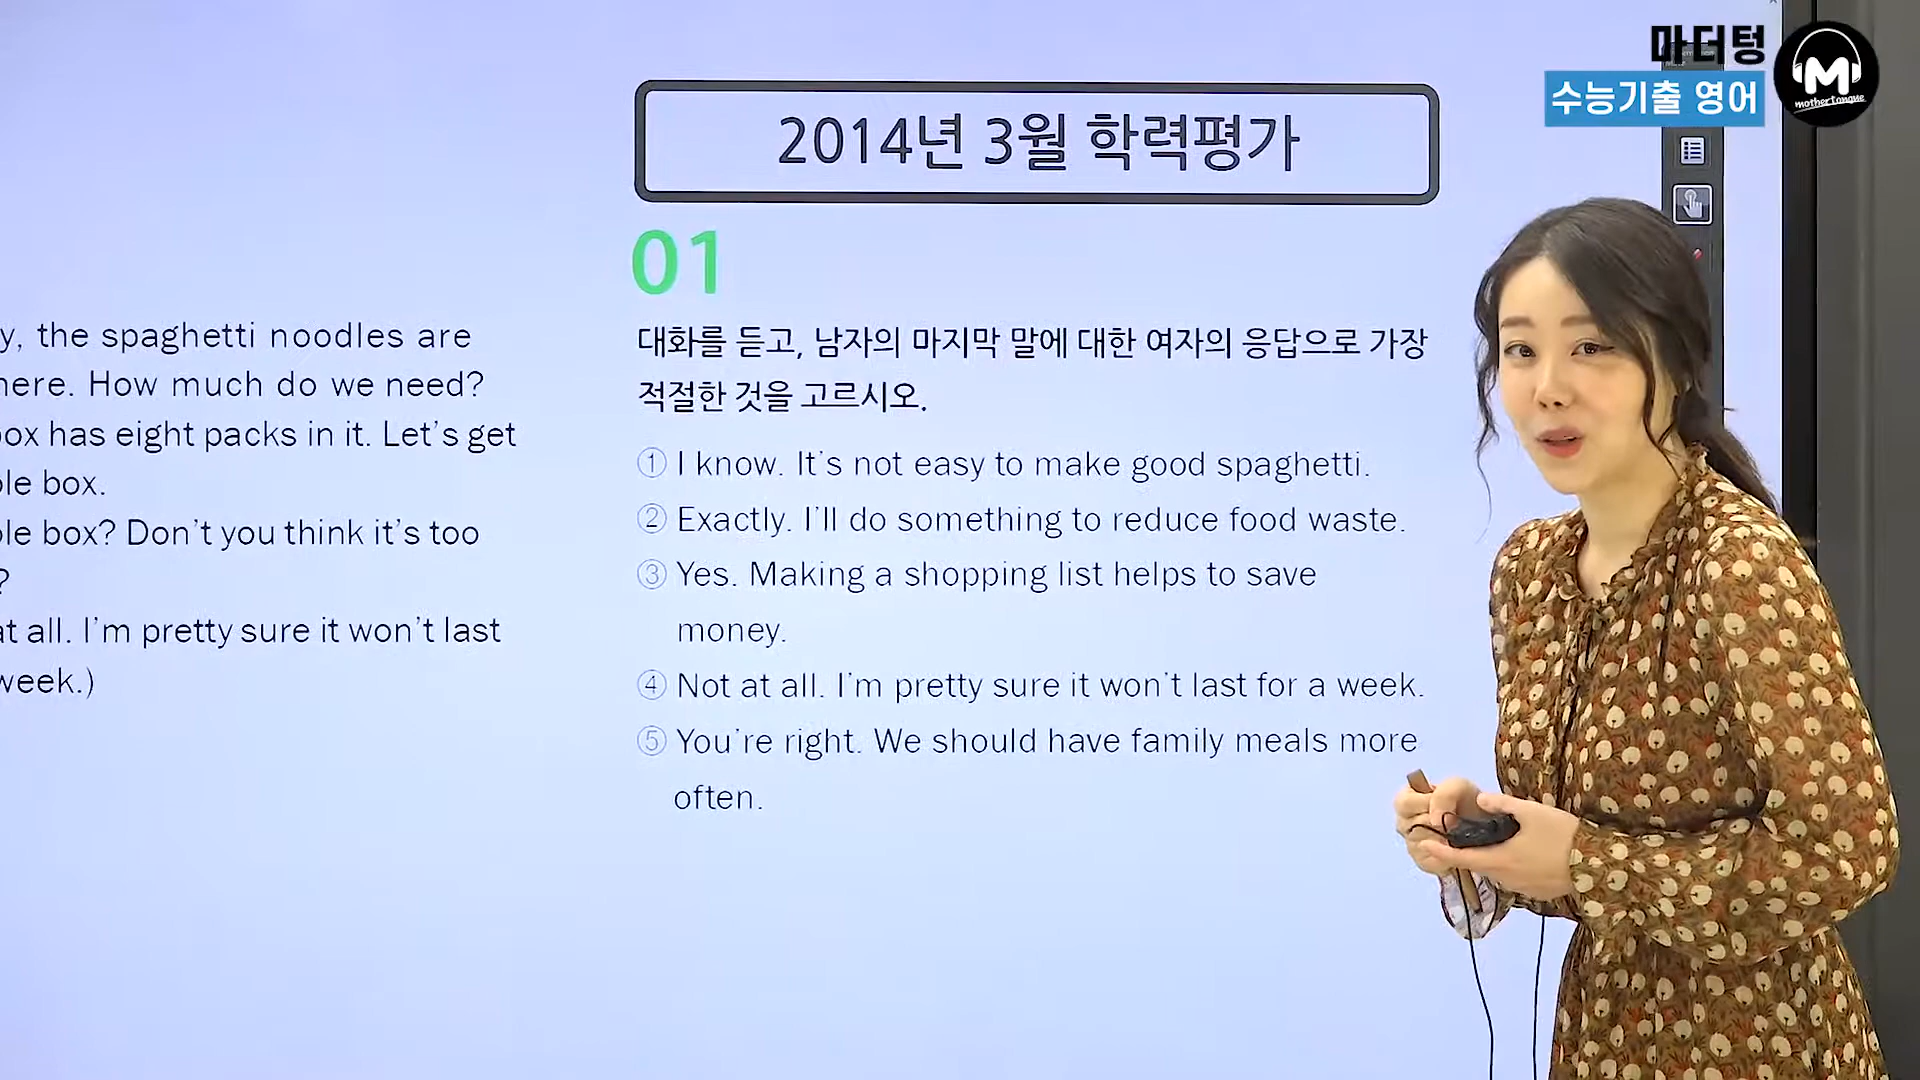 마더텅
수능기출 영어
M
mothertongue
2014년 3월 학력평가
01
대화를 듣고, 남자의 마지막 말에 대한 여자의 응답으로 가장
적절한 것을 고르시오.
① I know. It's not easy to make good spaghetti.
② Exactly. I'll do something to reduce food waste.
③ Yes. Making a shopping list helps to save
money.
④ Not at all. I'm pretty sure it won't last for a week.
⑤ You're right. We should have family meals more
often.
y, the spaghetti noodles are
here. How much do we need?
box has eight packs in it. Let's get
ole box.
ole box? Don't you think it's too
?
at all. I'm pretty sure it won't last
week.)